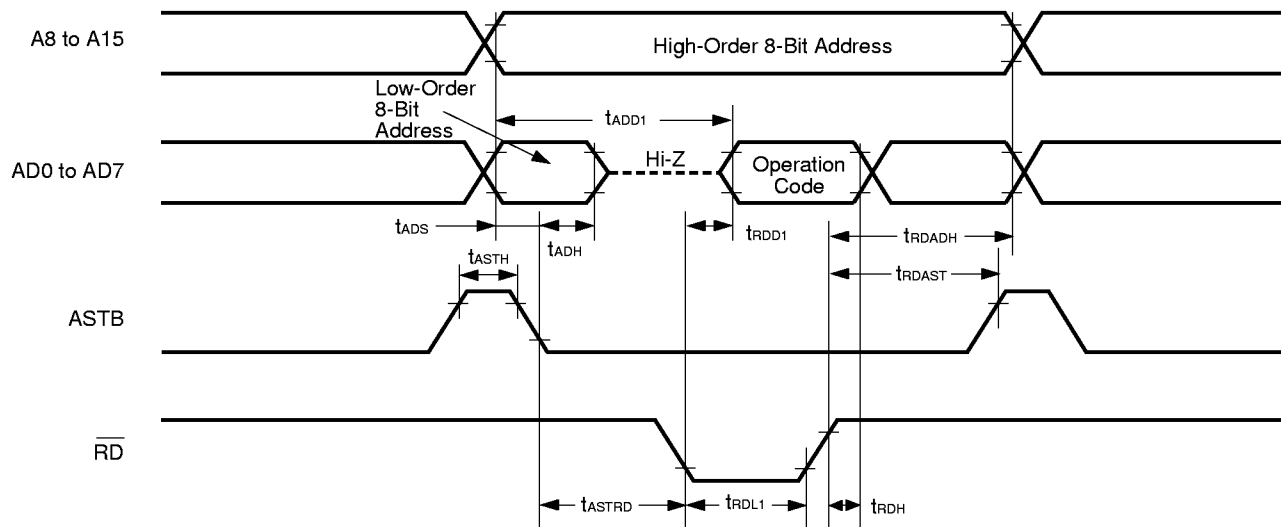 A8 to A15
High-Order 8-Bit Address
Low-Order
8-Bit
Address
tADD1
AD0 to AD7
Hi-Z
Operation
Code
tADS
tADH
tRDD1
tRDADH
tASTH
tRDAST
ASTB
RD
tASTRD
tRDL1
tRDH